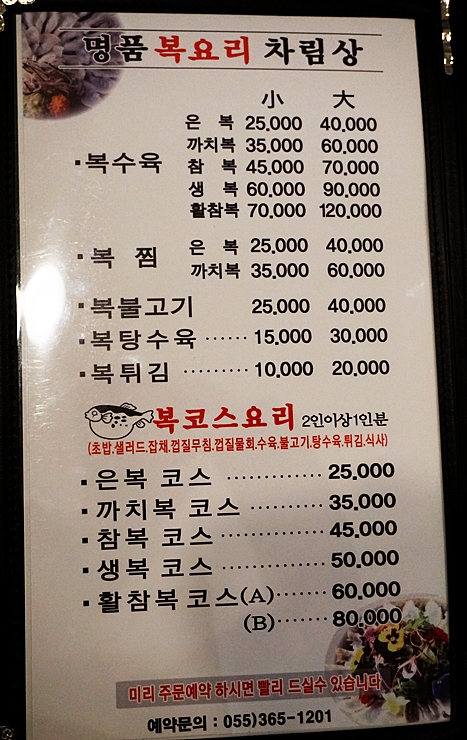 명품 복요리 차림상
小 大
은 복 25.000 40.000
까치복 35.000 60.000
▪복수육 참 복 45.000 70.000
생 복 60.000 90.000
활참복 70.000 120.000
▪복 찜 은 복 25.000 40.000
까치복 35.000 60.000
▪복불고기 25.000 40.000
▪복탕수육 ······ 15.000 30.000
▪복튀김 ········· 10.000 20.000
복코스요리 2인이상1인분
(초밥.샐러드.잡채.껍질무침.껍질물회.수육.불고기.탕수육.튀김.식사)
▪은복 코스 ············· 25.000
▪까치복 코스 ·········· 35.000
▪참복 코스 ············· 45.000
▪생복 코스 ············· 50.000
▪활참복 코스(A)······· 60.000
(B)······· 80.000
미리 주문예약 하시면 빨리 드실수 있습니다
예약문의 : 055)365-1201